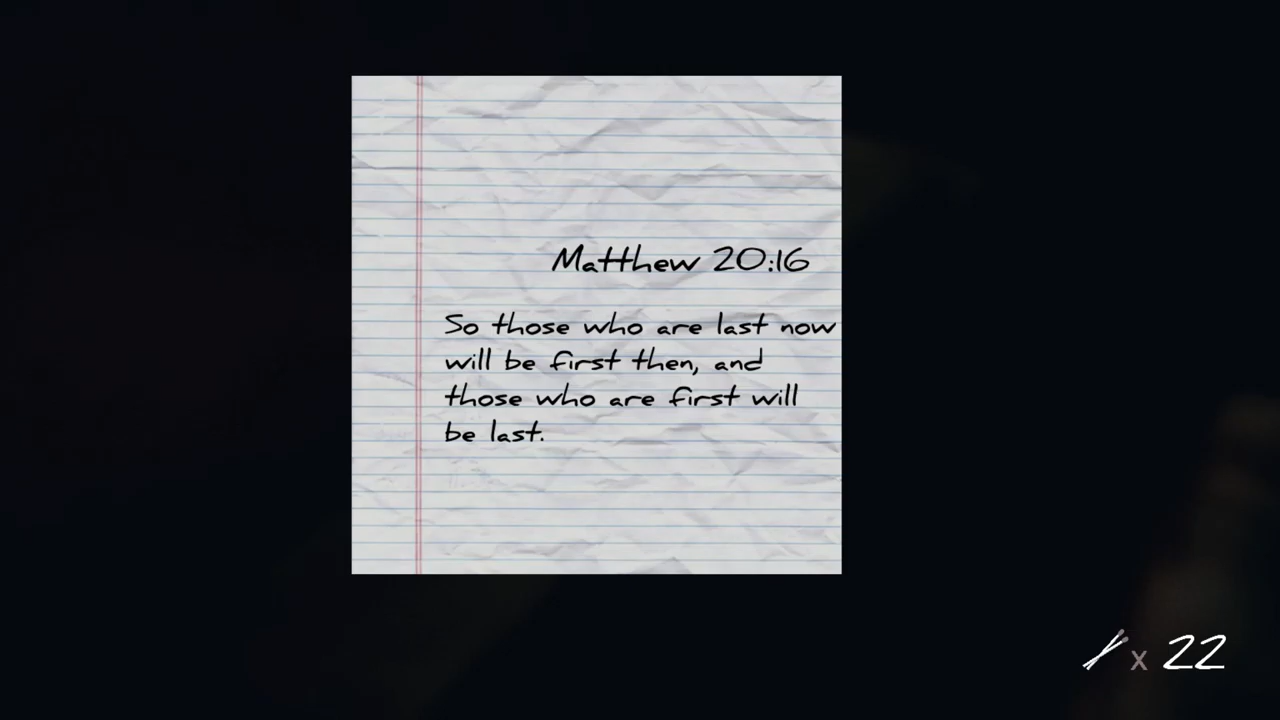 Matthew 20:16
So those who are last now
will be first then, and
those who are first will
be last.
x 22